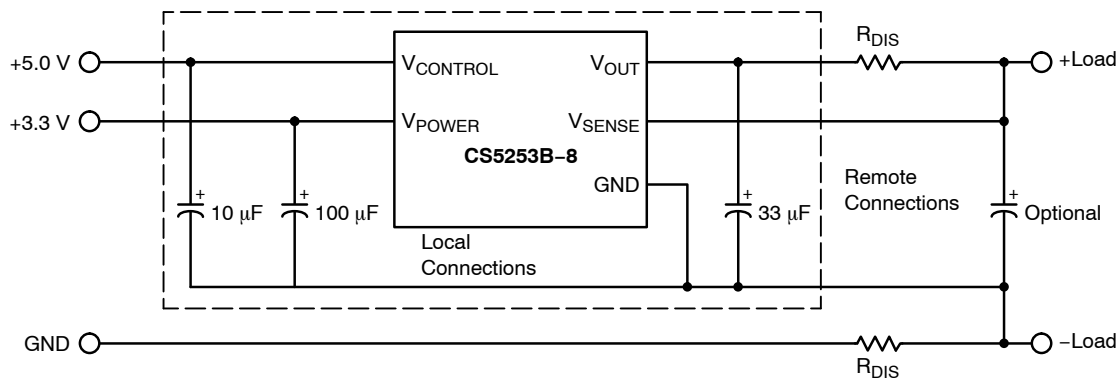 R_DIS
+5.0 V
V_CONTROL
V_OUT
+Load
+3.3 V
V_POWER
V_SENSE
CS5253B−8
GND
Remote
Connections
+
10 μF
+
100 μF
+
33 μF
+
Optional
Local
Connections
GND
−Load
R_DIS